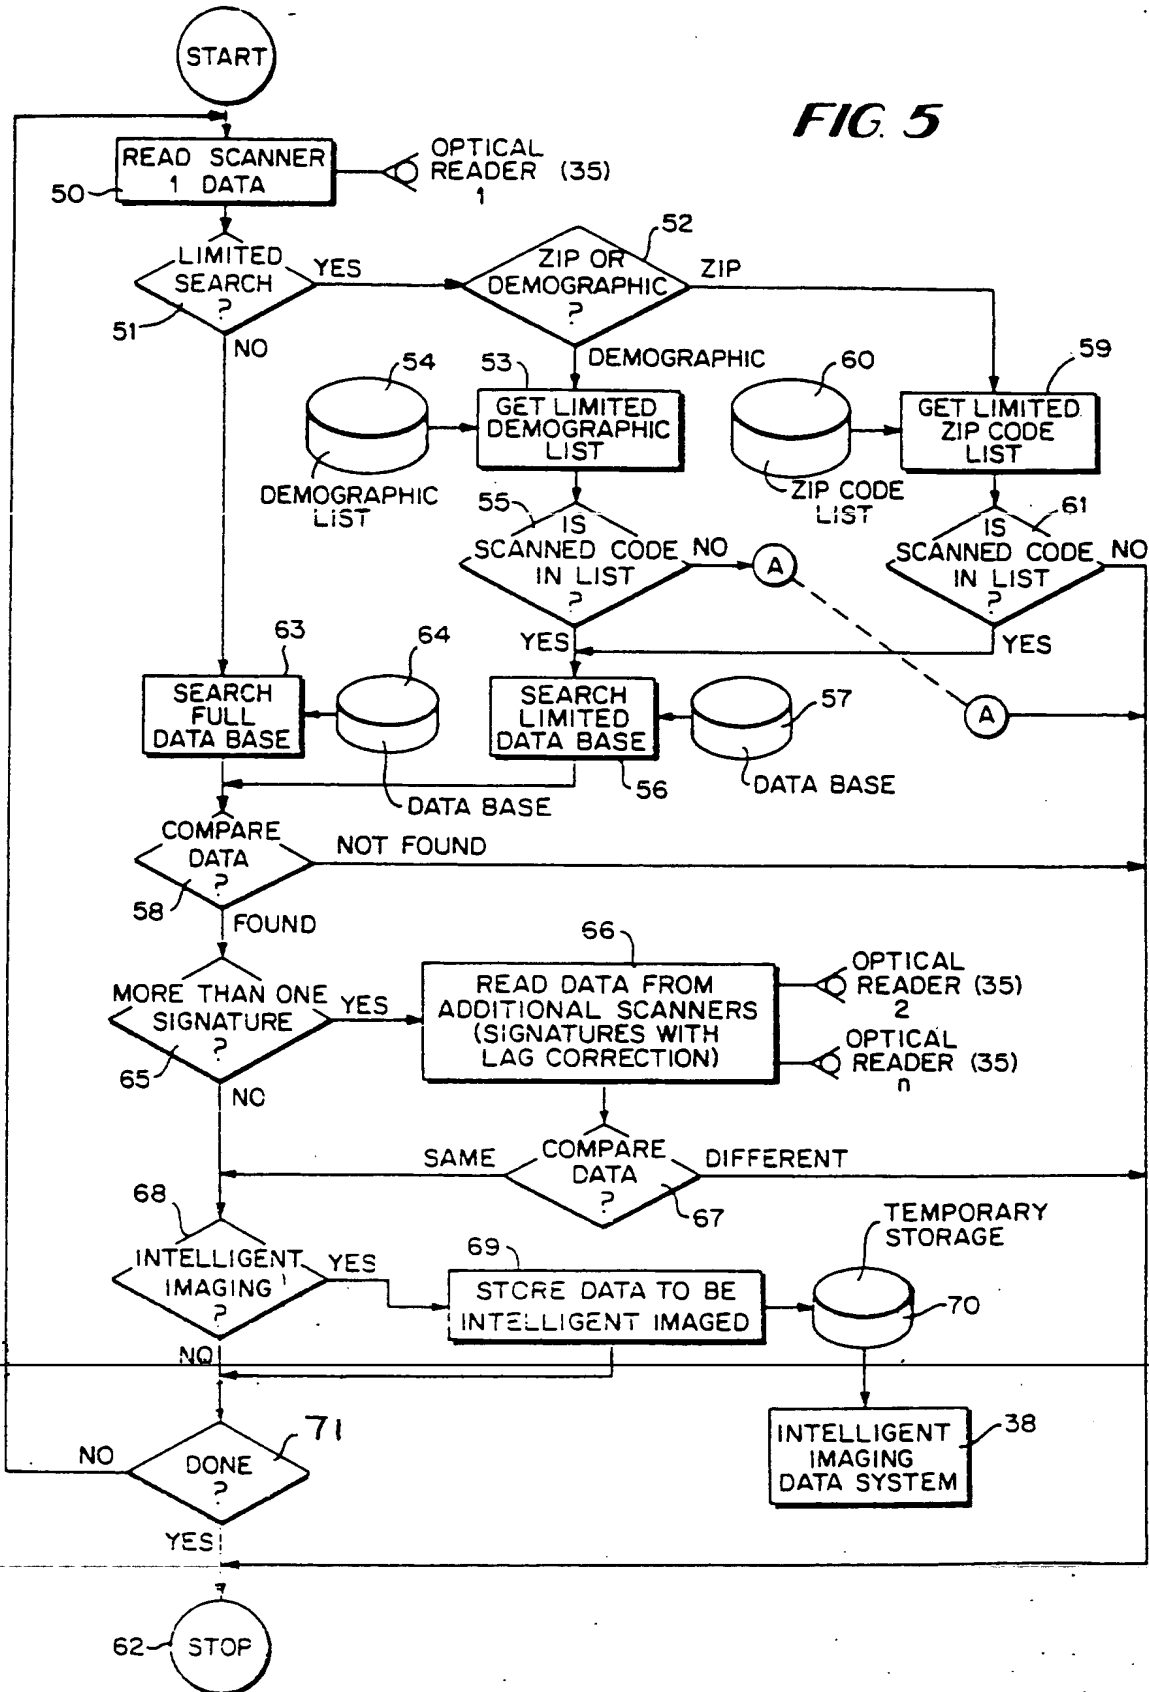 START
FIG. 5
READ SCANNER
1 DATA
50
OPTICAL
READER (35)
1
LIMITED
SEARCH
?
51
YES
NO
ZIP OR
DEMOGRAPHIC
?
52
ZIP
DEMOGRAPHIC
54
DEMOGRAPHIC
LIST
53
GET LIMITED
DEMOGRAPHIC
LIST
60
ZIP CODE
LIST
59
GET LIMITED
ZIP CODE
LIST
55
IS
SCANNED CODE
IN LIST
?
NO
A
YES
61
IS
SCANNED CODE
IN LIST
?
NO
YES
63
SEARCH
FULL
DATA BASE
64
DATA BASE
SEARCH
LIMITED
DATA BASE
56
57
DATA BASE
A
COMPARE
DATA
?
58
NOT FOUND
FOUND
MORE THAN ONE
SIGNATURE
?
65
YES
NO
66
READ DATA FROM
ADDITIONAL SCANNERS
(SIGNATURES WITH
LAG CORRECTION)
OPTICAL
READER (35)
2
OPTICAL
READER (35)
n
SAME
COMPARE
DATA
?
67
DIFFERENT
68
INTELLIGENT
IMAGING
?
YES
NO
69
STORE DATA TO BE
INTELLIGENT IMAGED
TEMPORARY
STORAGE
70
INTELLIGENT
IMAGING
DATA SYSTEM
38
71
DONE
?
NO
YES
62
STOP